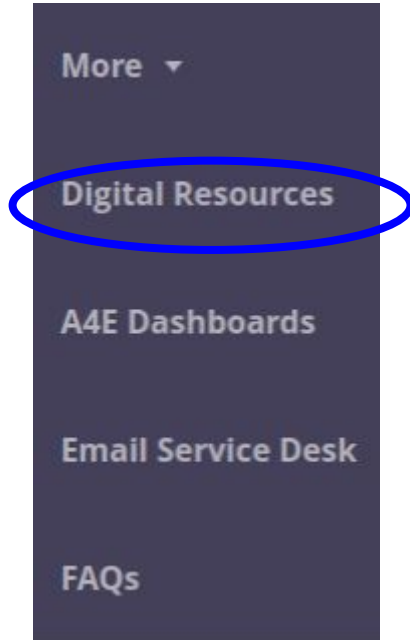 More
Digital Resources
A4E Dashboards
Email Service Desk
FAQs